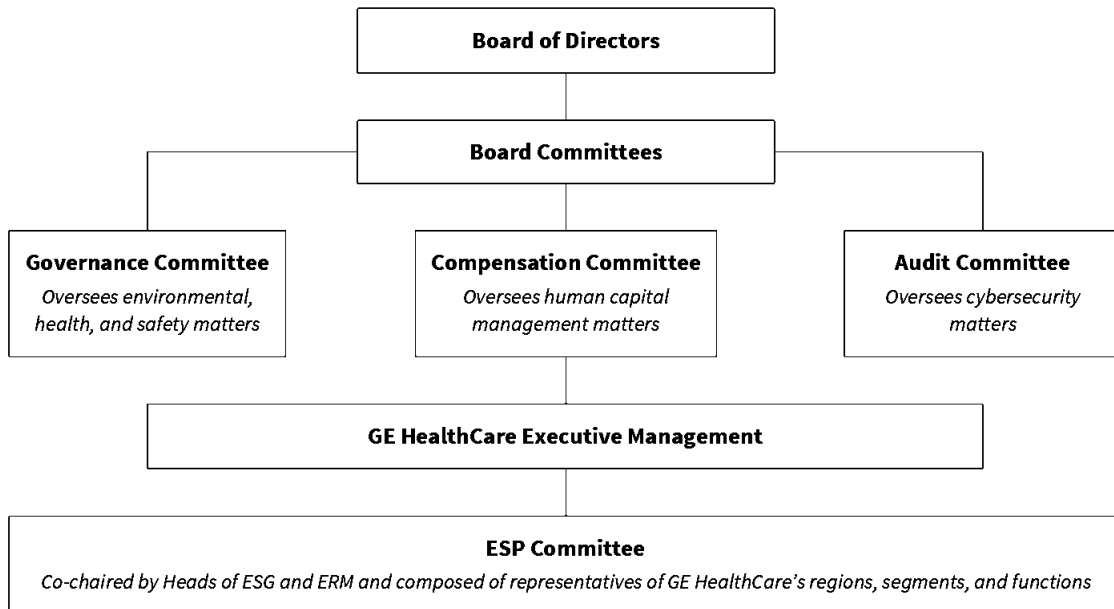 Board of Directors
Board Committees
Governance Committee
Oversees environmental,
health, and safety matters
Compensation Committee
Oversees human capital
management matters
Audit Committee
Oversees cybersecurity
matters
GE HealthCare Executive Management
ESP Committee
Co-chaired by Heads of ESG and ERM and composed of representatives of GE HealthCare’s regions, segments, and functions